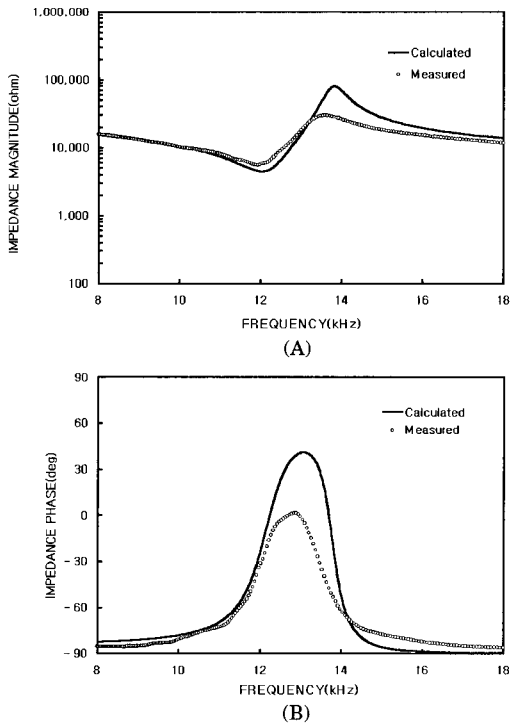 1,000,000
100,000
10,000
1,000
100
IMPEDANCE MAGNITUDE(ohm)
Calculated
Measured
8 10 12 14 16 18
FREQUENCY(kHz)
(A)
90
60
30
0
-30
-60
-90
IMPEDANCE PHASE(deg)
Calculated
Measured
8 10 12 14 16 18
FREQUENCY(kHz)
(B)